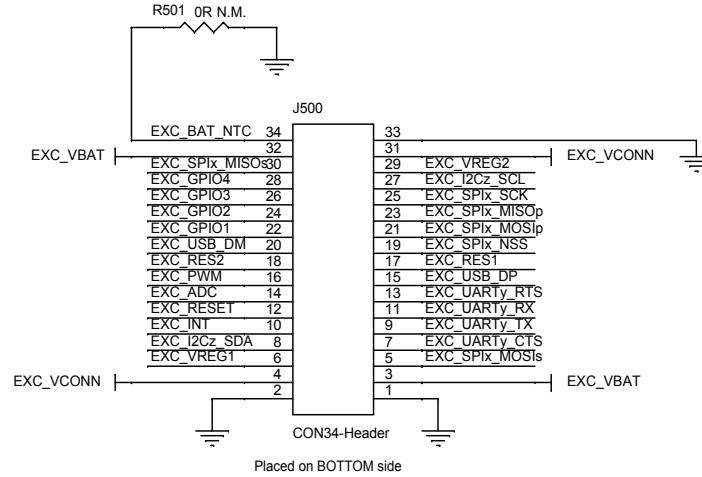 R501 0R N.M.
J500
EXC_BAT_NTC 34 33
EXC_VBAT 32 31 EXC_VCONN
EXC_SPIx_MISOs 30 29 EXC_VREG2
EXC_GPIO4 28 27 EXC_I2Cz_SCL
EXC_GPIO3 26 25 EXC_SPIx_SCK
EXC_GPIO2 24 23 EXC_SPIx_MISOp
EXC_GPIO1 22 21 EXC_SPIx_MOSIp
EXC_USB_DM 20 19 EXC_SPIx_NSS
EXC_RES2 18 17 EXC_RES1
EXC_PWM 16 15 EXC_USB_DP
EXC_ADC 14 13 EXC_UARTy_RTS
EXC_RESET 12 11 EXC_UARTy_RX
EXC_INT 10 9 EXC_UARTy_TX
EXC_I2Cz_SDA 8 7 EXC_UARTy_CTS
EXC_VREG1 6 5 EXC_SPIx_MOSIs
EXC_VCONN 4 3 EXC_VBAT
2 1
CON34-Header
Placed on BOTTOM side